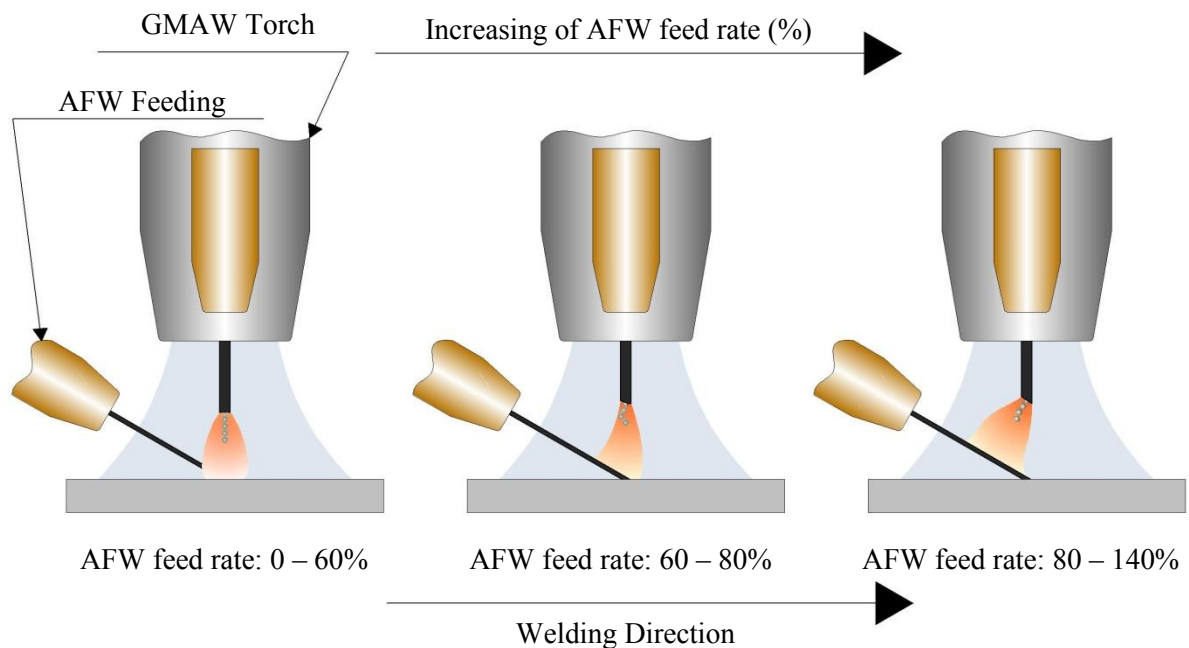 GMAW Torch
Increasing of AFW feed rate (%)
AFW Feeding
AFW feed rate: 0 – 60%
AFW feed rate: 60 – 80%
AFW feed rate: 80 – 140%
Welding Direction